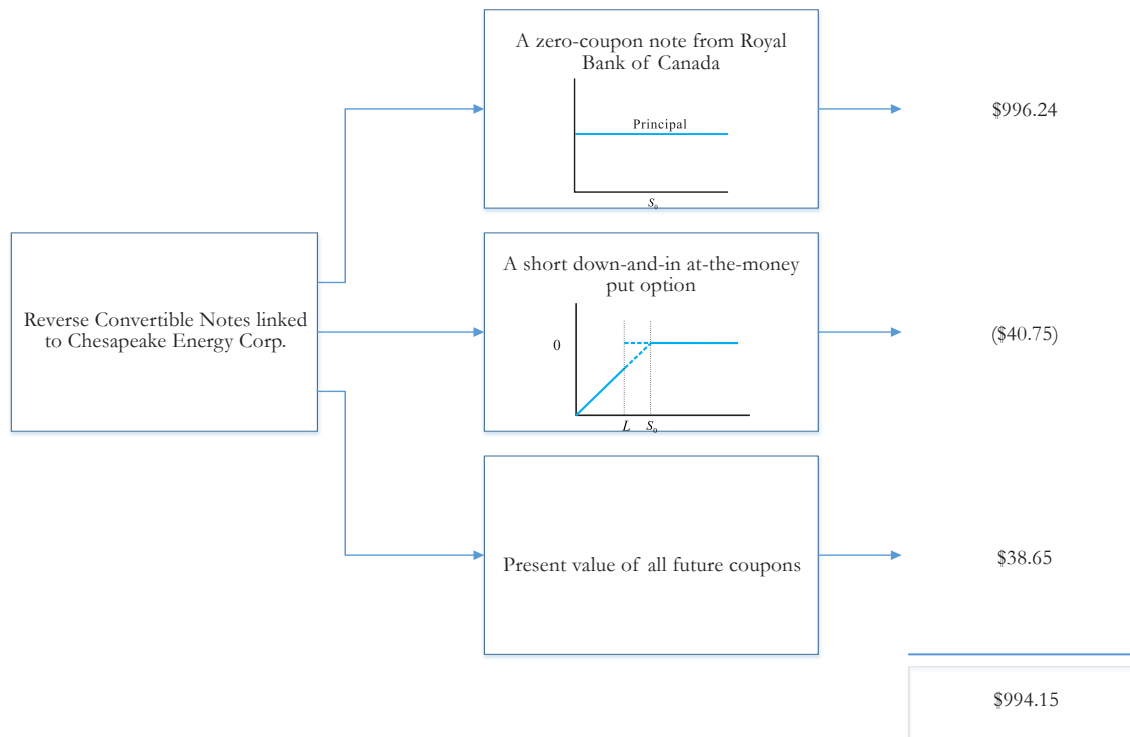 A zero-coupon note from Royal
Bank of Canada
Principal
S0
$996.24
Reverse Convertible Notes linked
to Chesapeake Energy Corp.
A short down-and-in at-the-money
put option
0
L S0
($40.75)
Present value of all future coupons
$38.65
$994.15